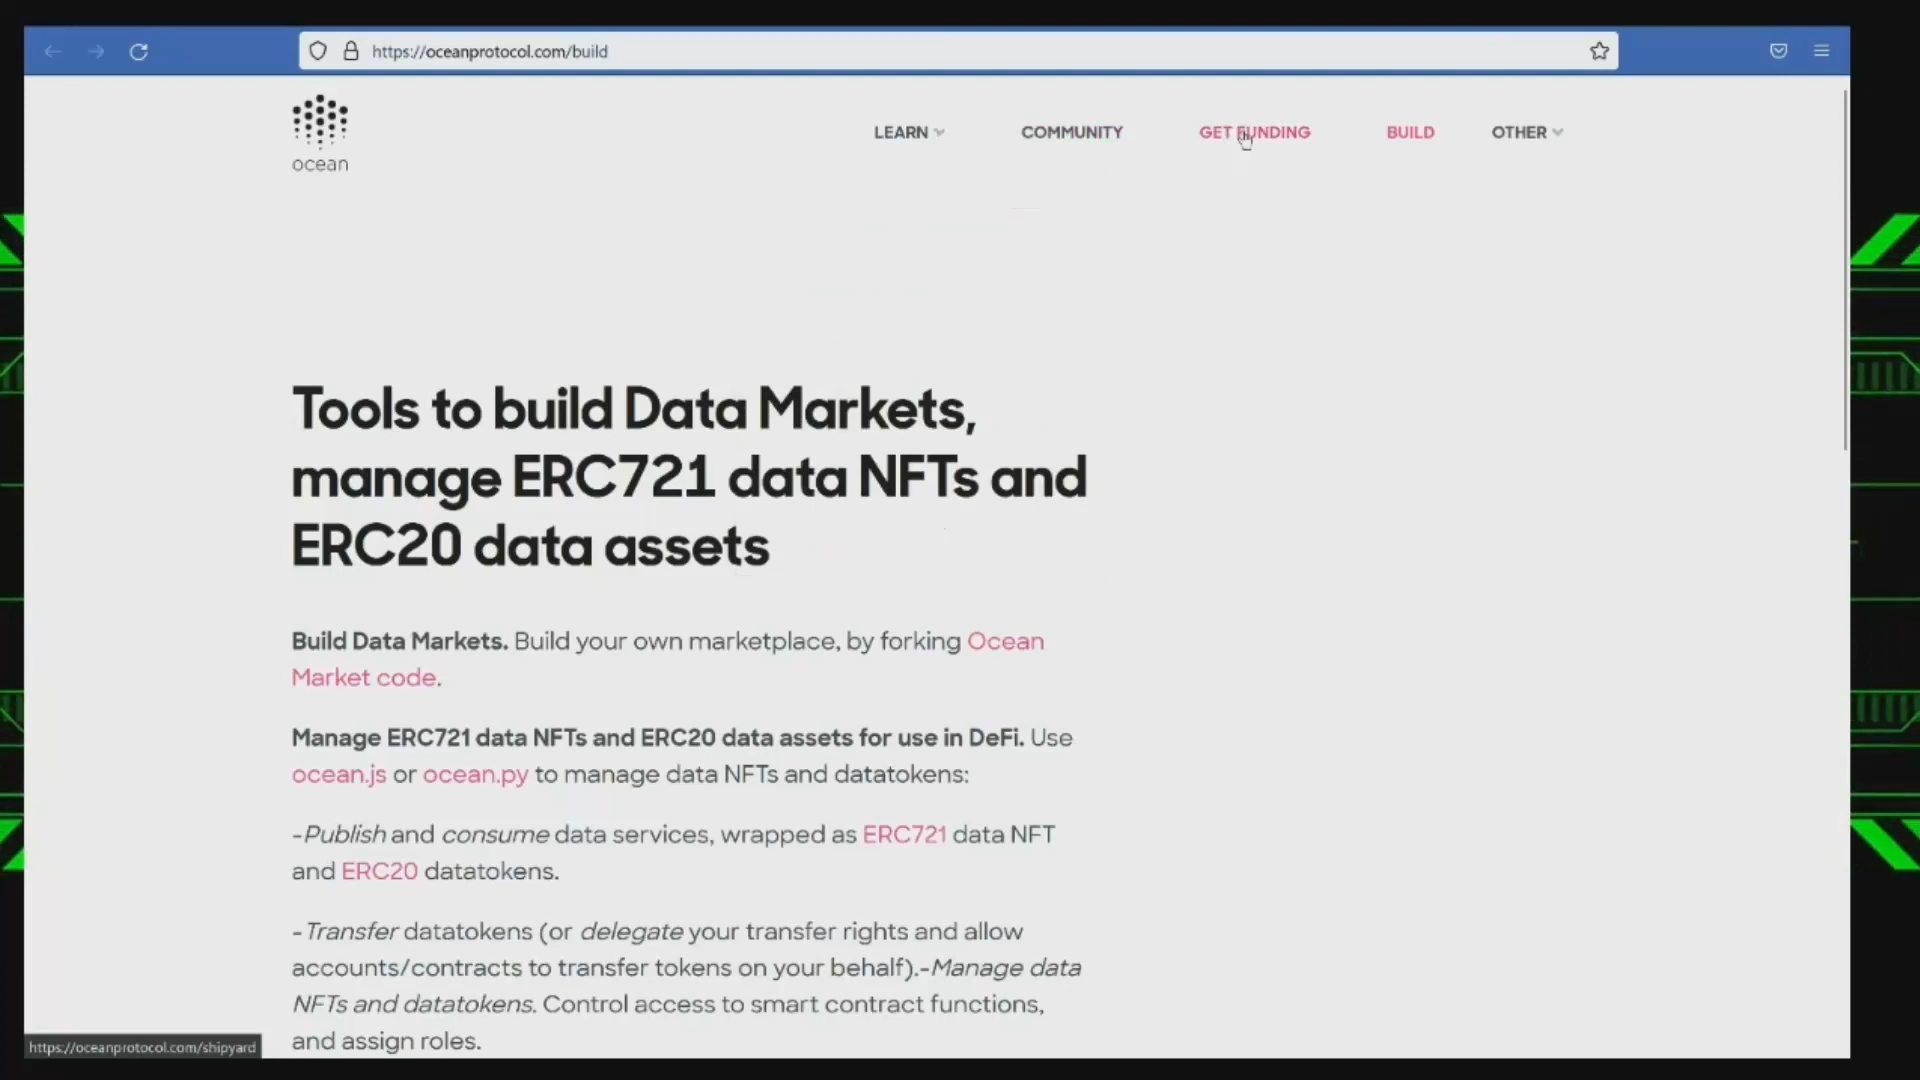 https://oceanprotocol.com/build
ocean
LEARN
COMMUNITY
GET FUNDING
BUILD
OTHER
Tools to build Data Markets,
manage ERC721 data NFTs and
ERC20 data assets
Build Data Markets. Build your own marketplace, by forking Ocean
Market code.
Manage ERC721 data NFTs and ERC20 data assets for use in DeFi. Use
ocean.js or ocean.py to manage data NFTs and datatokens:
-Publish and consume data services, wrapped as ERC721 data NFT
and ERC20 datatokens.
-Transfer datatokens (or delegate your transfer rights and allow
accounts/contracts to transfer tokens on your behalf).-Manage data
NFTs and datatokens. Control access to smart contract functions,
and assign roles.
https://oceanprotocol.com/shipyard